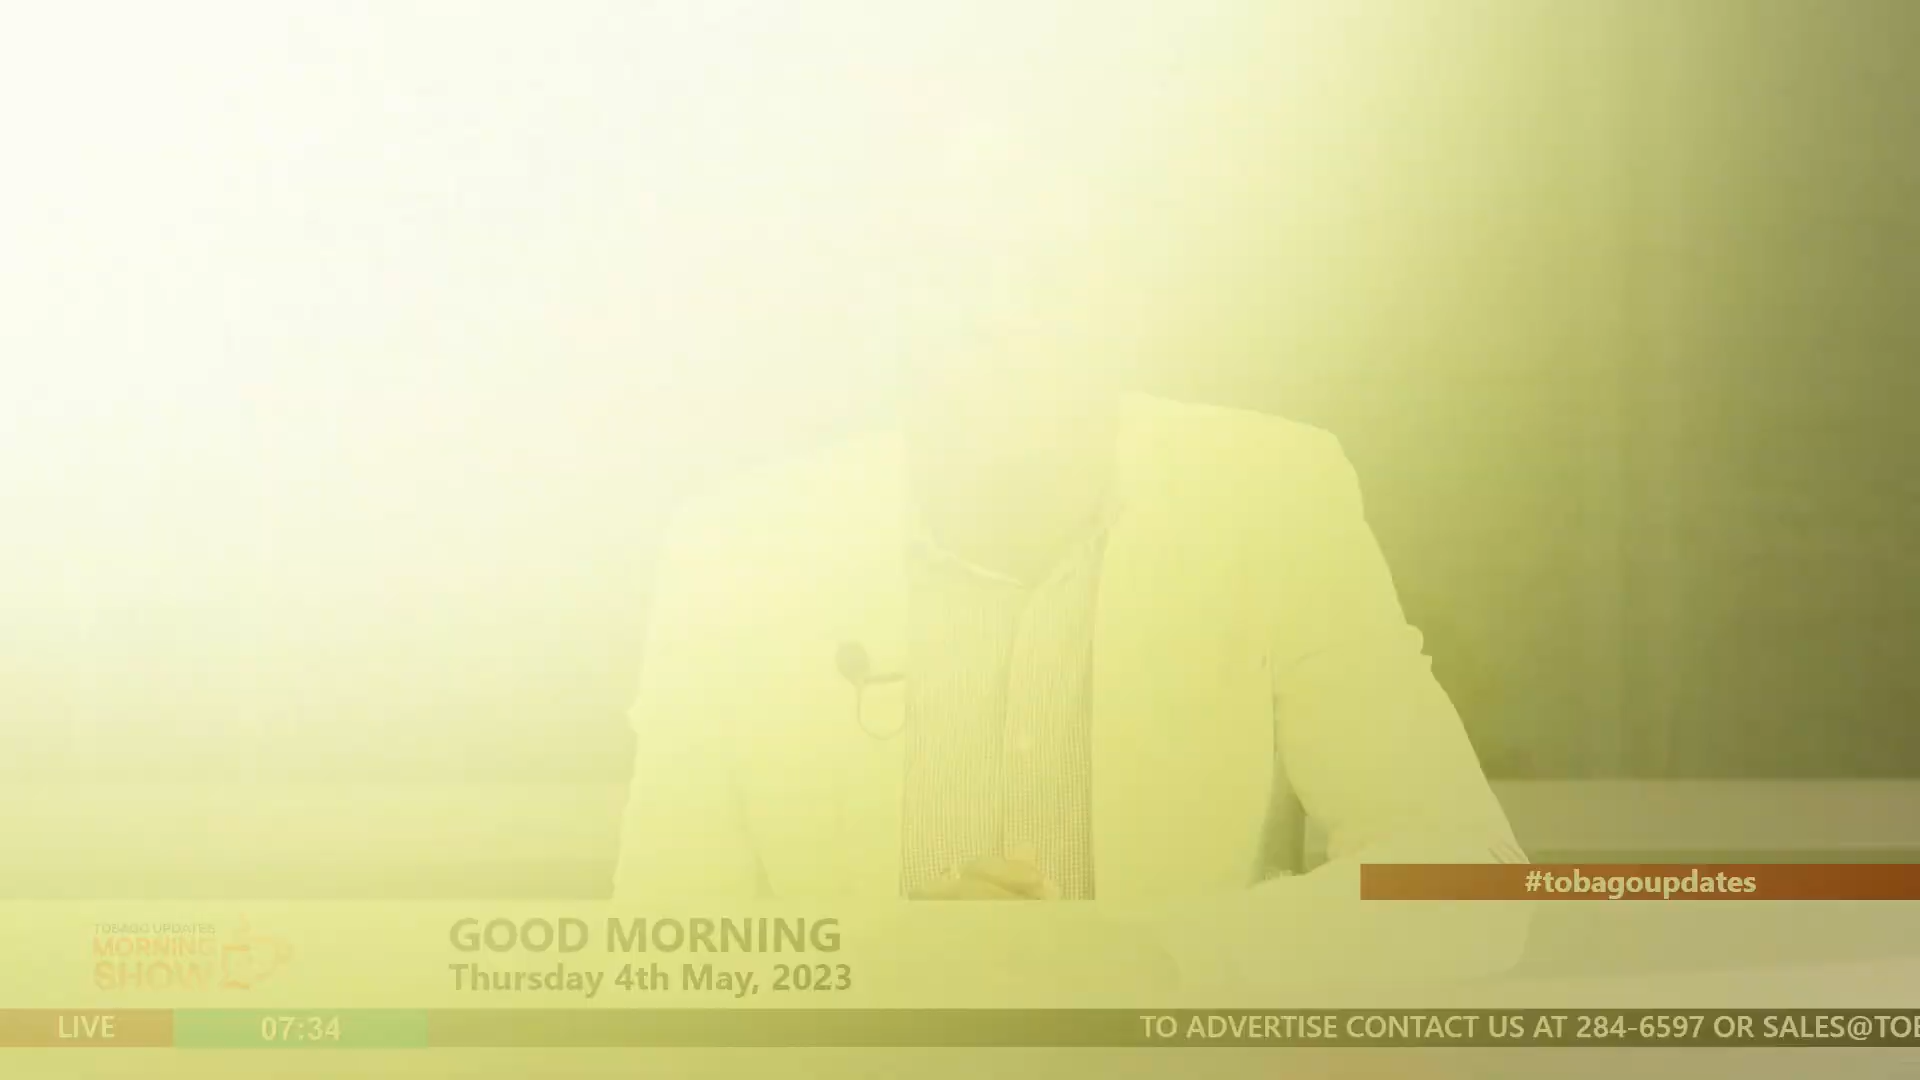 #tobagoupdates
TOBAGO UPDATES
MORNING
SHOW
GOOD MORNING
Thursday 4th May, 2023
LIVE
07:34
TO ADVERTISE CONTACT US AT 284-6597 OR SALES@TOB